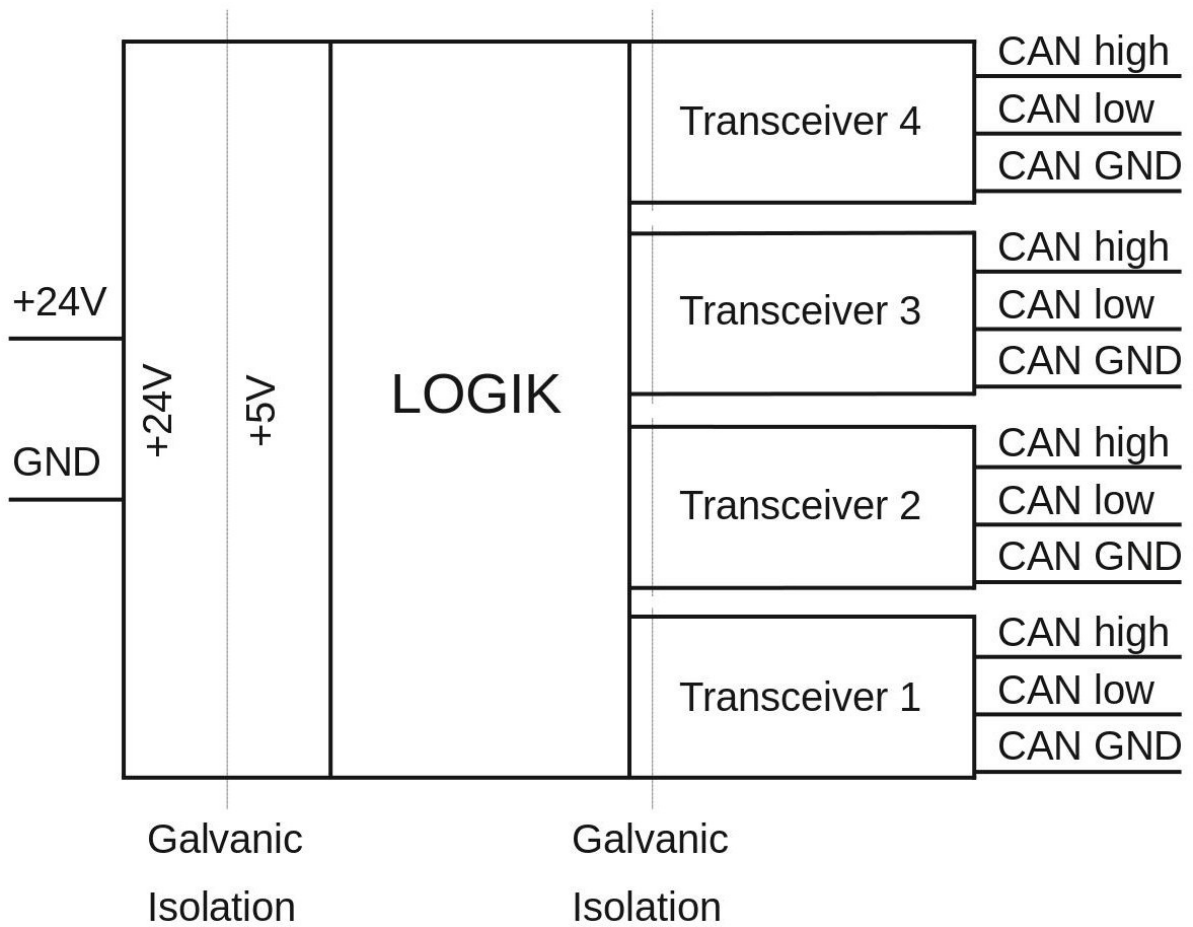 CAN high
Transceiver 4
CAN low
CAN GND
CAN high
+24V
Transceiver 3
CAN low
CAN GND
+24V
+5V
LOGIK
CAN high
GND
Transceiver 2
CAN low
CAN GND
CAN high
Transceiver 1
CAN low
CAN GND
Galvanic
Isolation
Galvanic
Isolation